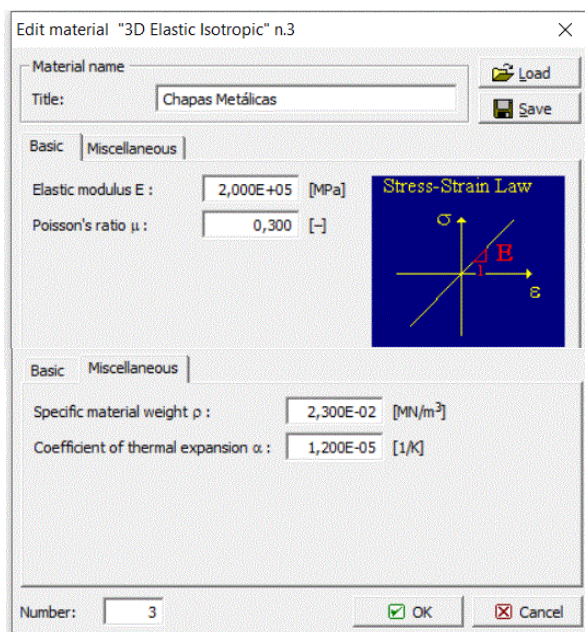 Edit material "3D Elastic Isotropic" n.3
Material name
Load
Title: Chapas Metálicas
Save
Basic Miscellaneous
Elastic modulus E : 2,000E+05 [MPa]
Poisson's ratio μ : 0,300 [–]
Stress-Strain Law
σ
E
1
ε
Basic Miscellaneous
Specific material weight ρ : 2,300E-02 [MN/m³]
Coefficient of thermal expansion α : 1,200E-05 [1/K]
Number: 3 OK Cancel